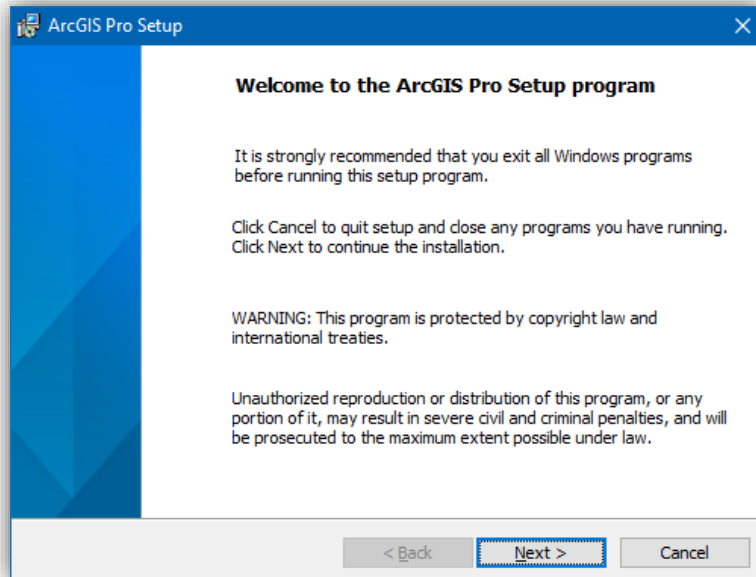 ArcGIS Pro Setup
Welcome to the ArcGIS Pro Setup program
It is strongly recommended that you exit all Windows programs
before running this setup program.
Click Cancel to quit setup and close any programs you have running.
Click Next to continue the installation.
WARNING: This program is protected by copyright law and
international treaties.
Unauthorized reproduction or distribution of this program, or any
portion of it, may result in severe civil and criminal penalties, and will
be prosecuted to the maximum extent possible under law.
< Back
Next >
Cancel